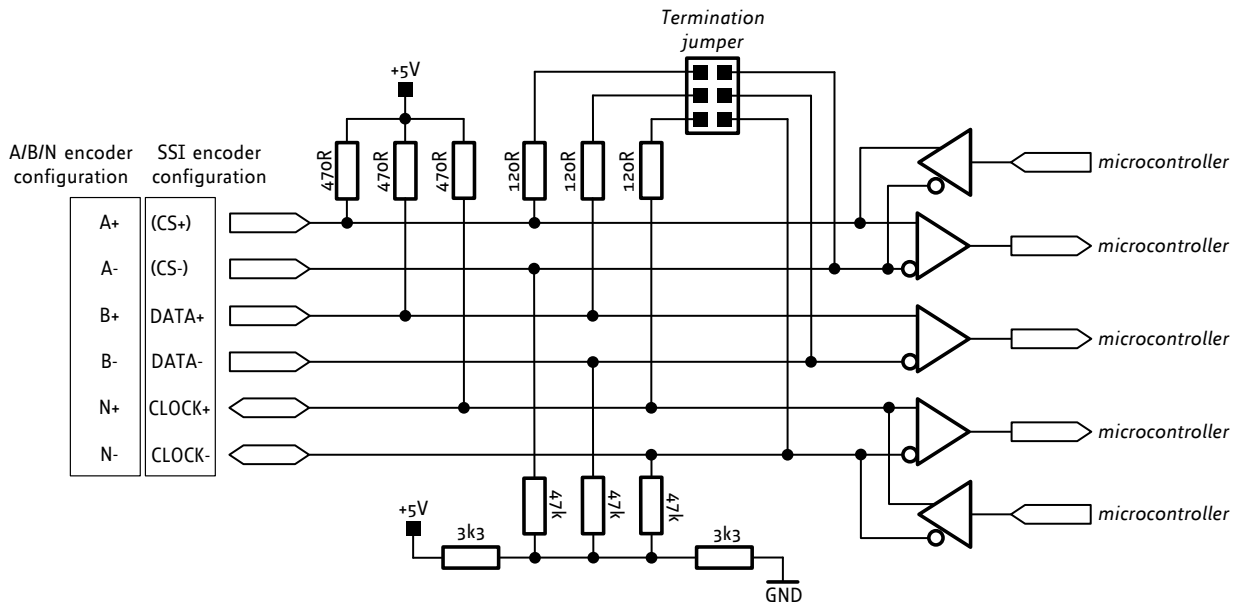 Termination
jumper
+5V
A/B/N encoder
configuration
SSI encoder
configuration
470R
470R
470R
120R
120R
120R
microcontroller
A+
(CS+)
microcontroller
A-
(CS-)
B+
DATA+
microcontroller
B-
DATA-
N+
CLOCK+
microcontroller
N-
CLOCK-
47k
47k
47k
+5V
3k3
3k3
microcontroller
GND